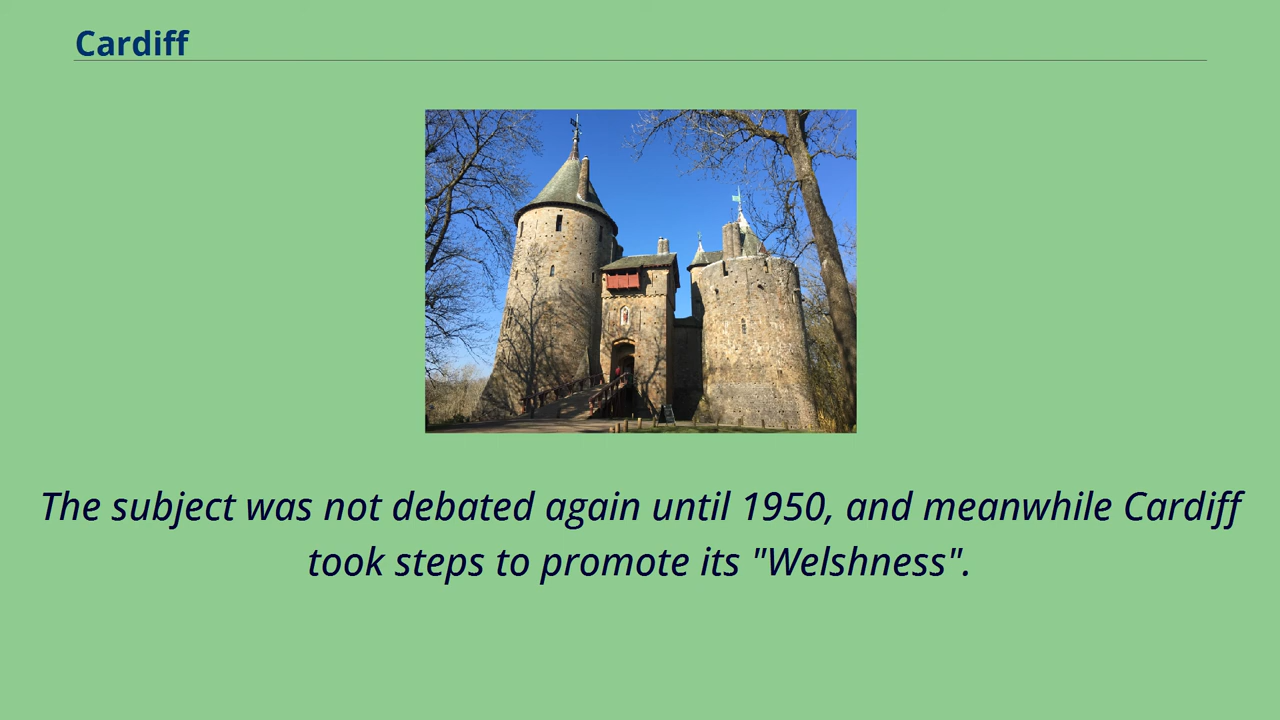 Cardiff
The subject was not debated again until 1950, and meanwhile Cardiff
took steps to promote its "Welshness".